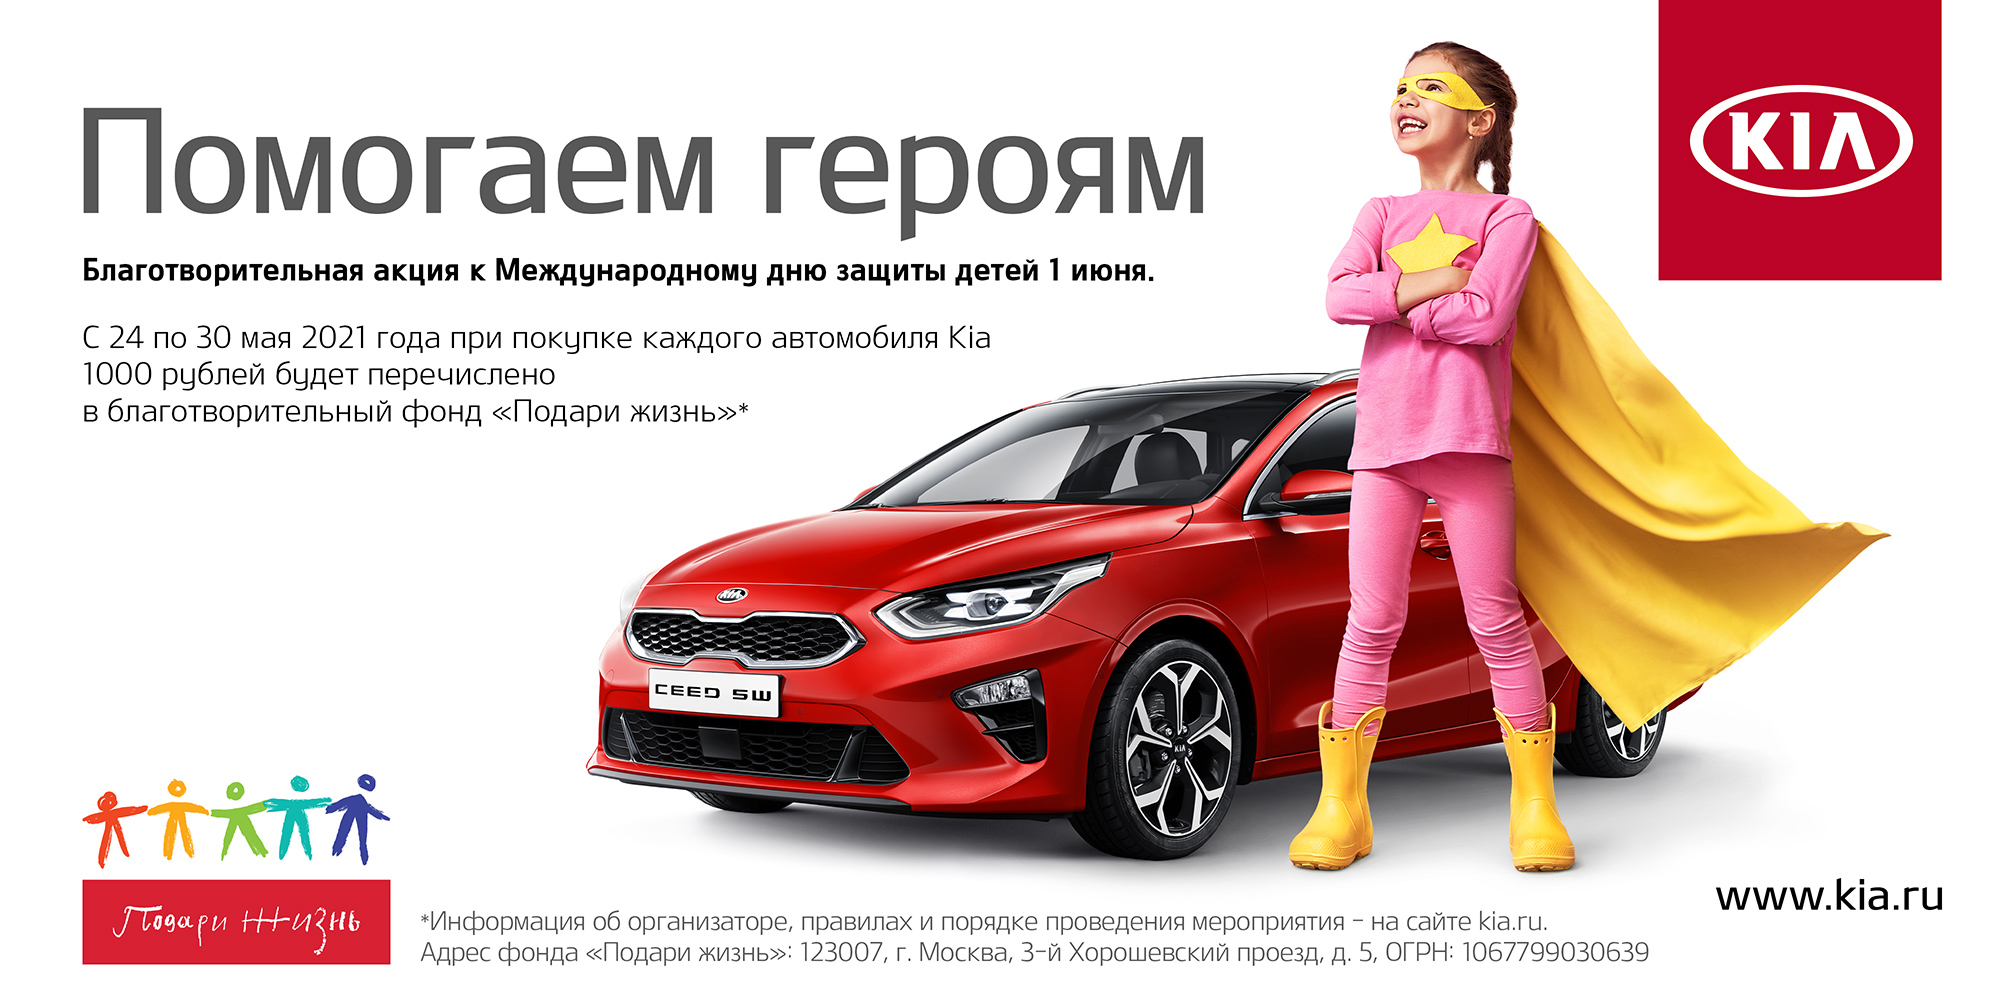 Помогаем героям
KIA
Благотворительная акция к Международному дню защиты детей 1 июня.
С 24 по 30 мая 2021 года при покупке каждого автомобиля Kia
1000 рублей будет перечислено
в благотворительный фонд «Подари жизнь»*
KIA
CEED SW
KIA
Подари жизнь
www.kia.ru
*Информация об организаторе, правилах и порядке проведения мероприятия – на сайте kia.ru.
Адрес фонда «Подари жизнь»: 123007, г. Москва, 3-й Хорошевский проезд, д. 5, ОГРН: 1067799030639